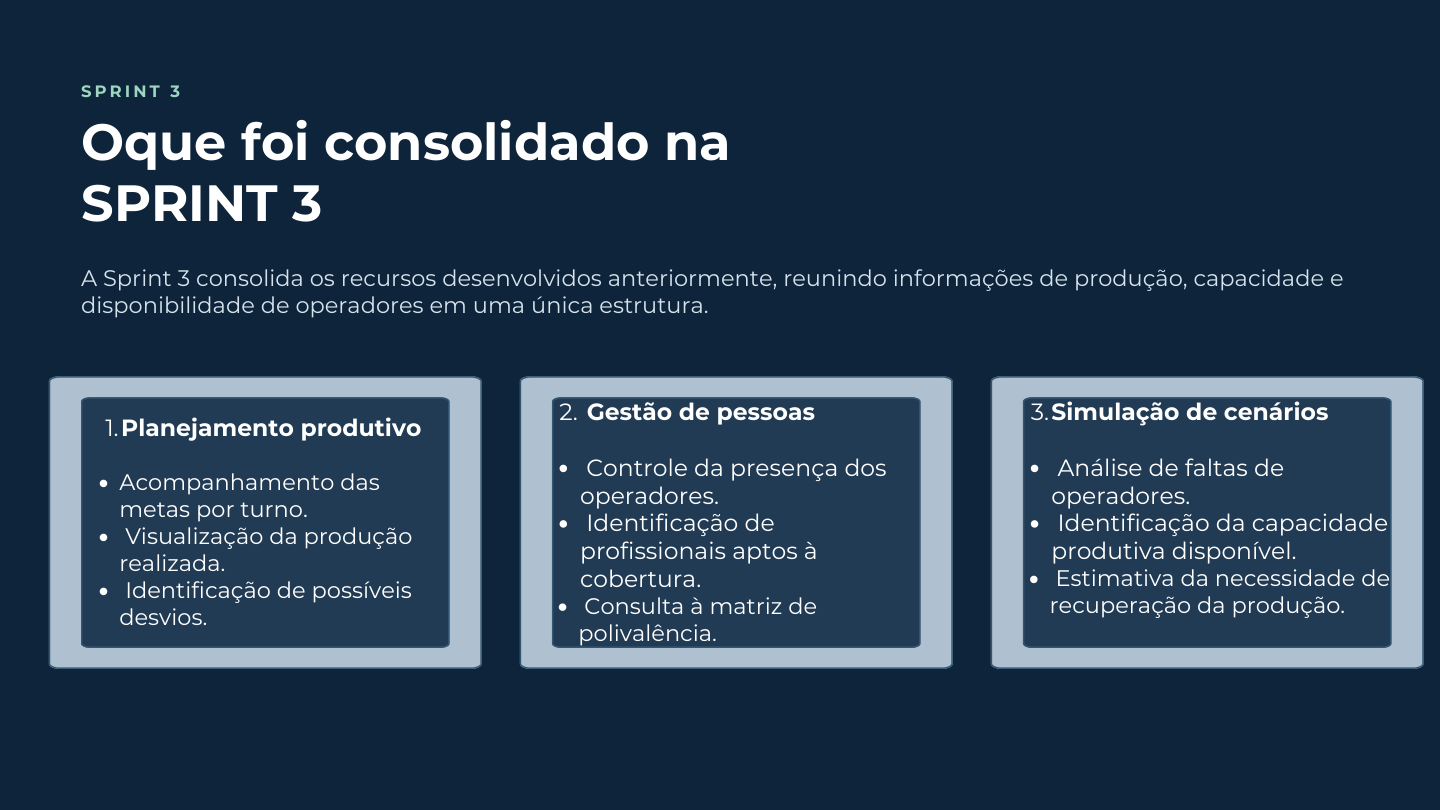 SPRINT 3
Oque foi consolidado na
SPRINT 3
A Sprint 3 consolida os recursos desenvolvidos anteriormente, reunindo informações de produção, capacidade e
disponibilidade de operadores em uma única estrutura.
1. Planejamento produtivo
• Acompanhamento das
metas por turno.
• Visualização da produção
realizada.
• Identificação de possíveis
desvios.
2. Gestão de pessoas
• Controle da presença dos
operadores.
• Identificação de
profissionais aptos à
cobertura.
• Consulta à matriz de
polivalência.
3. Simulação de cenários
• Análise de faltas de
operadores.
• Identificação da capacidade
produtiva disponível.
• Estimativa da necessidade de
recuperação da produção.